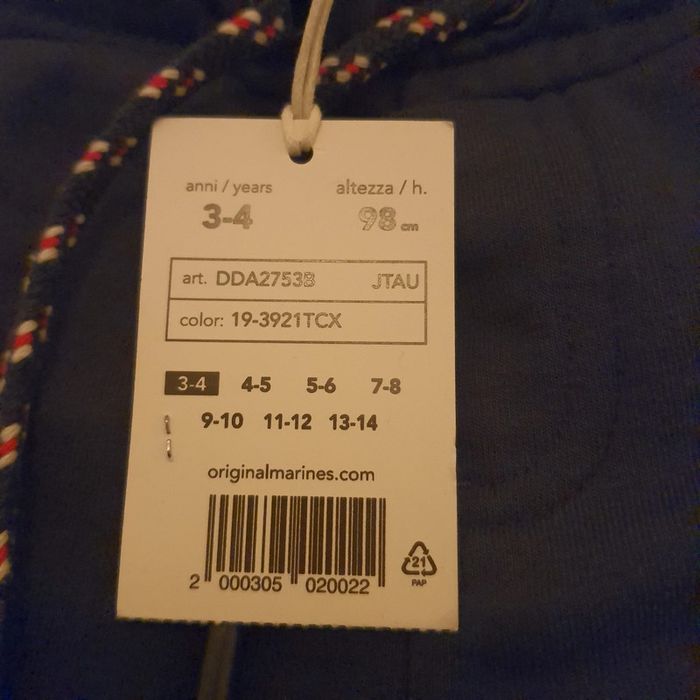 anni / years altezza / h.
3-4 98 cm
art. DDA27538 JTAU
color: 19-3921TCX
3-4 4-5 5-6 7-8
9-10 11-12 13-14
originalmarines.com
2 000305 020022
21
PAP